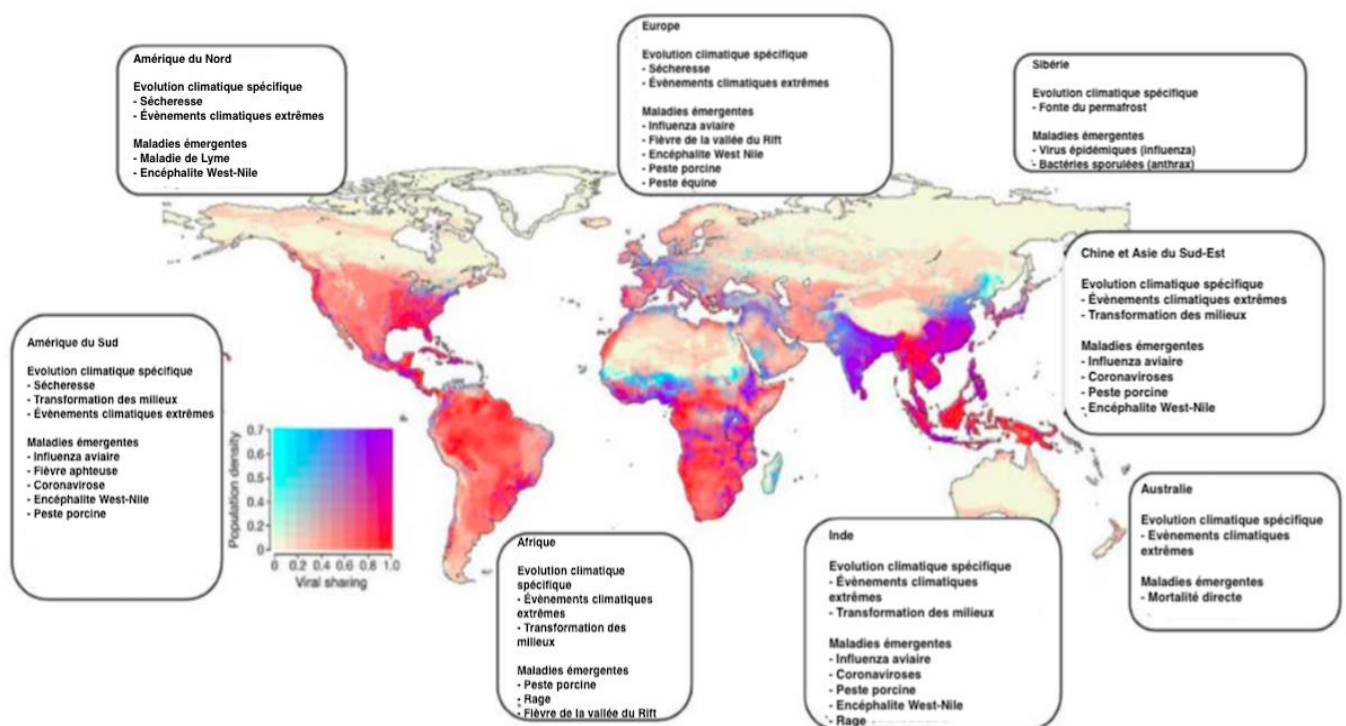 Amérique du Nord
Evolution climatique spécifique
- Sécheresse
- Évènements climatiques extrêmes
Maladies émergentes
- Maladie de Lyme
- Encéphalite West-Nile
Europe
Evolution climatique spécifique
- Sécheresse
- Évènements climatiques extrêmes
Maladies émergentes
- Influenza aviaire
- Fièvre de la vallée du Rift
- Encéphalite West Nile
- Peste porcine
- Peste équine
Sibérie
Evolution climatique spécifique
- Fonte du permafrost
Maladies émergentes
- Virus épidémiques (influenza)
- Bactéries sporulées (anthrax)
Chine et Asie du Sud-Est
Evolution climatique spécifique
- Évènements climatiques extrêmes
- Transformation des milieux
Maladies émergentes
- Influenza aviaire
- Coronaviroses
- Peste porcine
- Encéphalite West-Nile
Amérique du Sud
Evolution climatique spécifique
- Sécheresse
- Transformation des milieux
- Évènements climatiques extrêmes
Maladies émergentes
- Influenza aviaire
- Fièvre aphteuse
- Coronavirose
- Encéphalite West-Nile
- Peste porcine
Population density
0.7
0.6
0.5
0.4
0.2
0
0 0.2 0.4 0.6 0.8 1.0
Viral sharing
Afrique
Evolution climatique
spécifique
- Évènements climatiques
extrêmes
- Transformation des
milieux
Maladies émergentes
- Peste porcine
- Rage
- Fièvre de la vallée du Rift
Inde
Evolution climatique spécifique
- Évènements climatiques
extrêmes
- Transformation des milieux
Maladies émergentes
- Influenza aviaire
- Coronaviroses
- Peste porcine
- Encéphalite West-Nile
- Rage
Australie
Evolution climatique spécifique
- Evènements climatiques
extrêmes
Maladies émergentes
- Mortalité directe